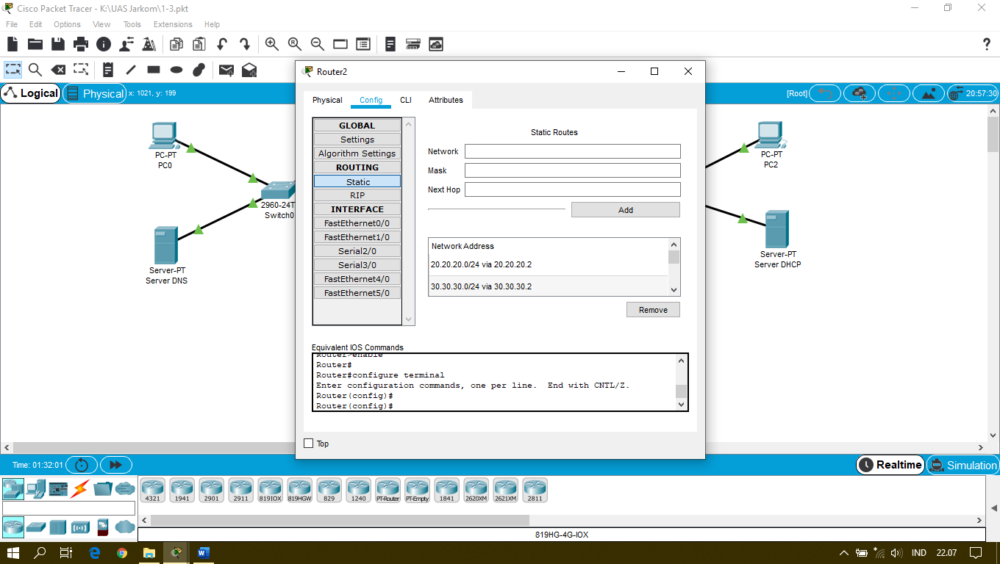 Cisco Packet Tracer - K:\UAS Jarkom\1-3.pkt
File Edit Options View Tools Extensions Help
Logical
Physical
x: 1021, y: 199
[Root]
20:57:30
PC-PT
PC0
2960-24T
Switch0
Server-PT
Server DNS
Router2
Physical Config CLI Attributes
GLOBAL
Settings
Algorithm Settings
ROUTING
Static
RIP
INTERFACE
FastEthernet0/0
FastEthernet1/0
Serial2/0
Serial3/0
FastEthernet4/0
FastEthernet5/0
Static Routes
Network
Mask
Next Hop
Add
Network Address
20.20.20.0/24 via 20.20.20.2
30.30.30.0/24 via 30.30.30.2
Remove
Equivalent IOS Commands
Router>enable
Router#
Router#configure terminal
Enter configuration commands, one per line. End with CNTL/Z.
Router(config)#
Router(config)#
Top
PC-PT
PC2
Server-PT
Server DHCP
Time: 01:32:01
Realtime
Simulation
4321 1941 2901 2911 819IOX 819HGW 829 1240 PT-Router PT-Empty 1841 2620XM 2621XM 2811
819HG-4G-IOX
IND 22.07